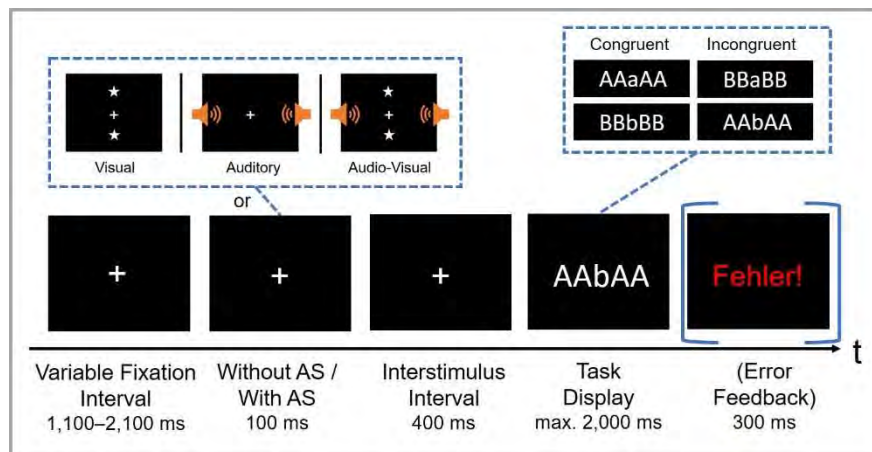 Congruent Incongruent
AAaAA BBaBB
BBbBB AAbAA
+ + +
Visual Auditory Audio-Visual
or
+ + + AAbAA Fehler!
t
Variable Fixation Without AS / Interstimulus Task (Error
Interval With AS Interval Display Feedback)
1,100–2,100 ms 100 ms 400 ms max. 2,000 ms 300 ms